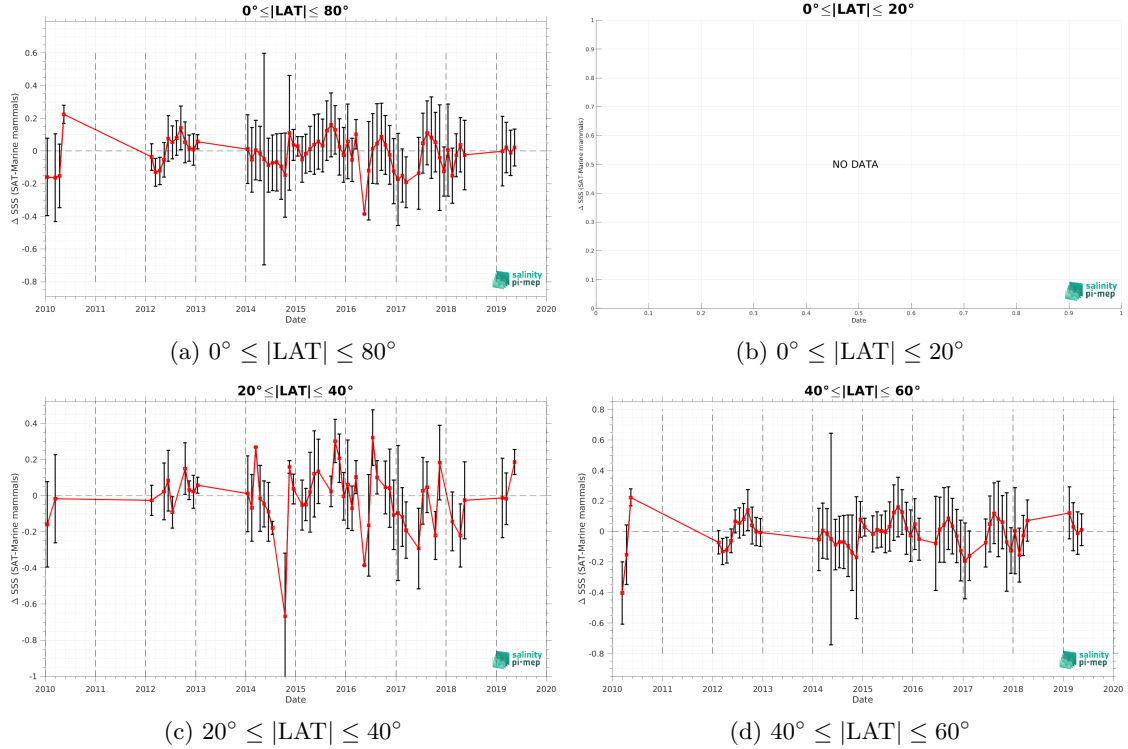 0°≤|LAT|≤ 80°
Δ SSS (SAT-Marine mammals)
0.6
0.4
0.2
0
-0.2
-0.4
-0.6
-0.8
2010 2011 2012 2013 2014 2015 2016 2017 2018 2019 2020
Date
salinity
pi-mep
(a) 0° ≤ |LAT| ≤ 80°
0°≤|LAT|≤ 20°
Δ SSS (SAT-Marine mammals)
1
0.9
0.8
0.7
0.6
0.5
0.4
0.3
0.2
0.1
0
NO DATA
0 0.1 0.2 0.3 0.4 0.5 0.6 0.7 0.8 0.9 1
Date
salinity
pi-mep
(b) 0° ≤ |LAT| ≤ 20°
20°≤|LAT|≤ 40°
Δ SSS (SAT-Marine mammals)
0.4
0.2
0
-0.2
-0.4
-0.6
-0.8
-1
2010 2011 2012 2013 2014 2015 2016 2017 2018 2019 2020
Date
salinity
pi-mep
(c) 20° ≤ |LAT| ≤ 40°
40°≤|LAT|≤ 60°
Δ SSS (SAT-Marine mammals)
0.8
0.6
0.4
0.2
0
-0.2
-0.4
-0.6
-0.8
2010 2011 2012 2013 2014 2015 2016 2017 2018 2019 2020
Date
salinity
pi-mep
(d) 40° ≤ |LAT| ≤ 60°